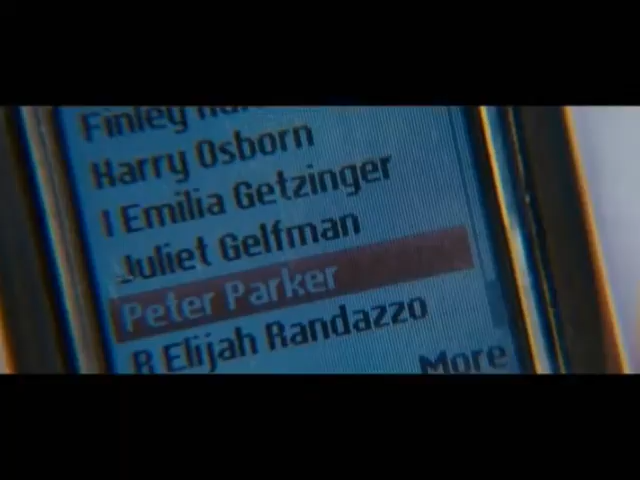 Finley
Harry Osborn
I Emilia Getzinger
Juliet Gelfman
Peter Parker
R Elijah Randazzo
More